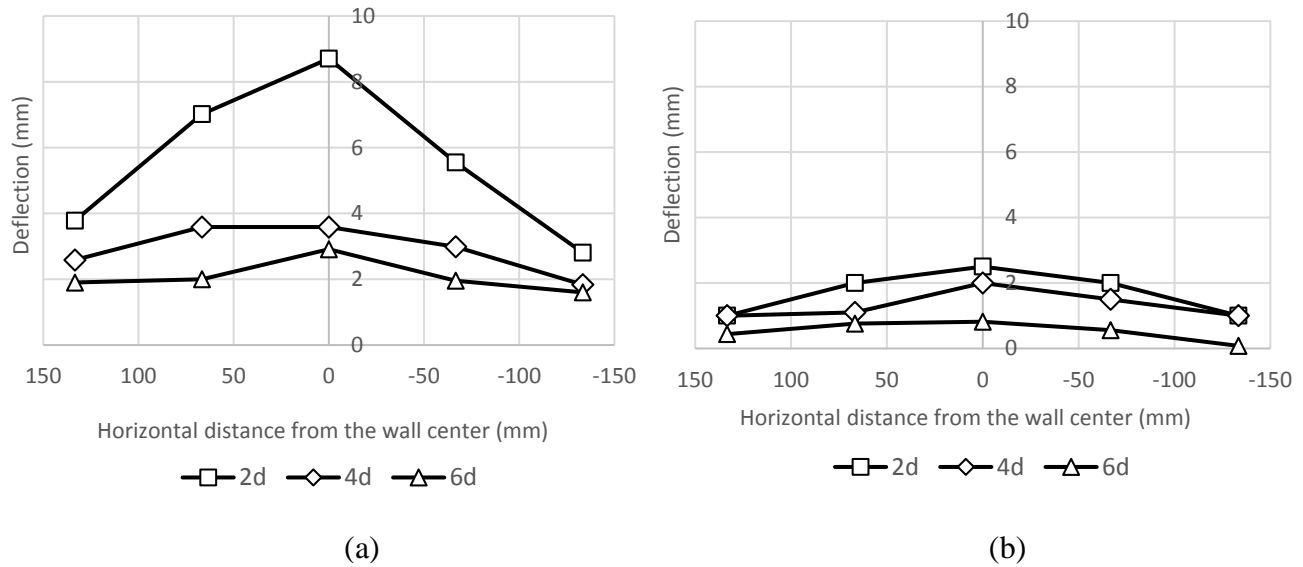 10
8
6
4
2
0
Deflection (mm)
150 100 50 0 -50 -100 -150
Horizontal distance from the wall center (mm)
2d 4d 6d
(a)
10
8
6
4
2
0
Deflection (mm)
150 100 50 0 -50 -100 -150
Horizontal distance from the wall center (mm)
2d 4d 6d
(b)